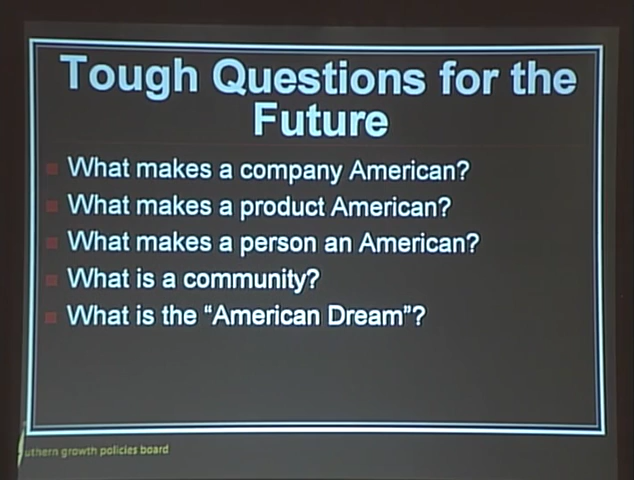 Tough Questions for the
Future
What makes a company American?
What makes a product American?
What makes a person an American?
What is a community?
What is the “American Dream”?
uthern growth policies board